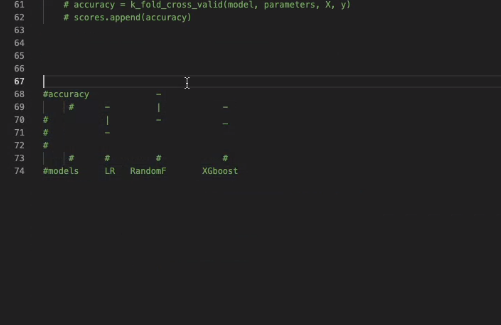 61 # accuracy = k_fold_cross_valid(model, parameters, X, y)
62 # scores.append(accuracy)
63
64
65
66
67
68 #accuracy -
69 # - | -
70 # | - _
71 # -
72 #
73 # # # #
74 #models LR RandomF XGboost